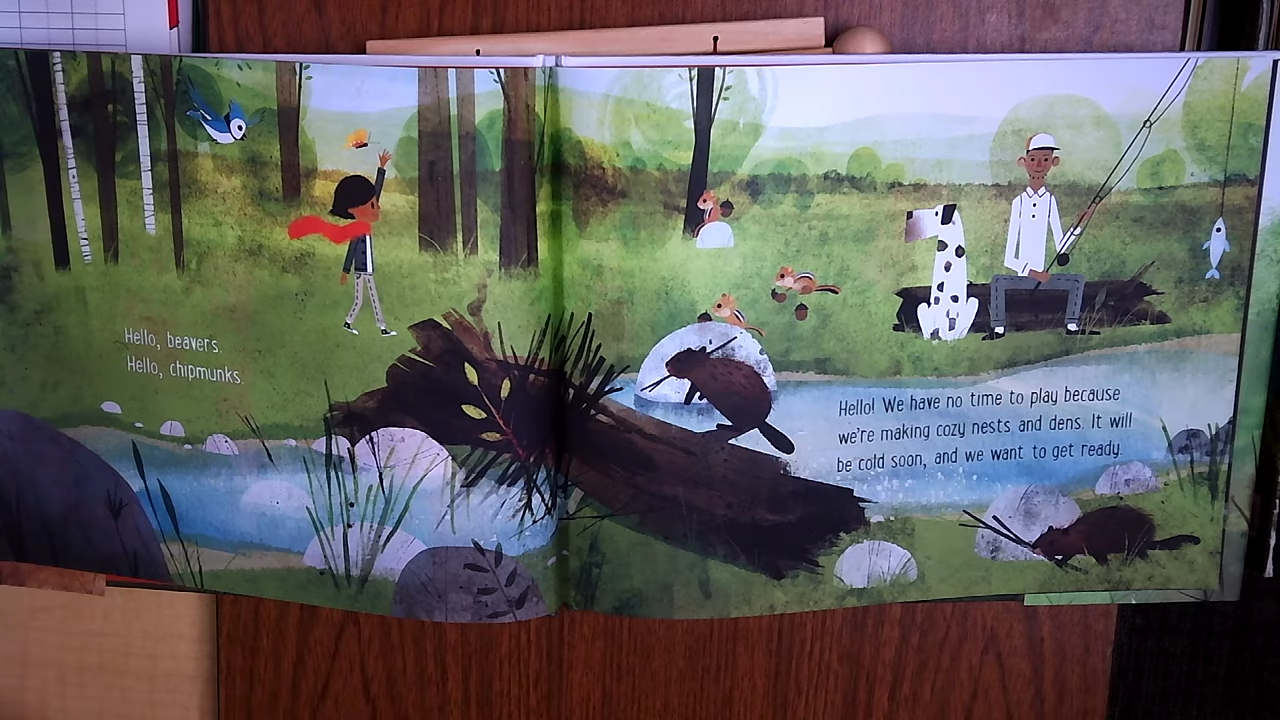 Hello, beavers.
Hello, chipmunks.
Hello! We have no time to play because
we're making cozy nests and dens. It will
be cold soon, and we want to get ready.